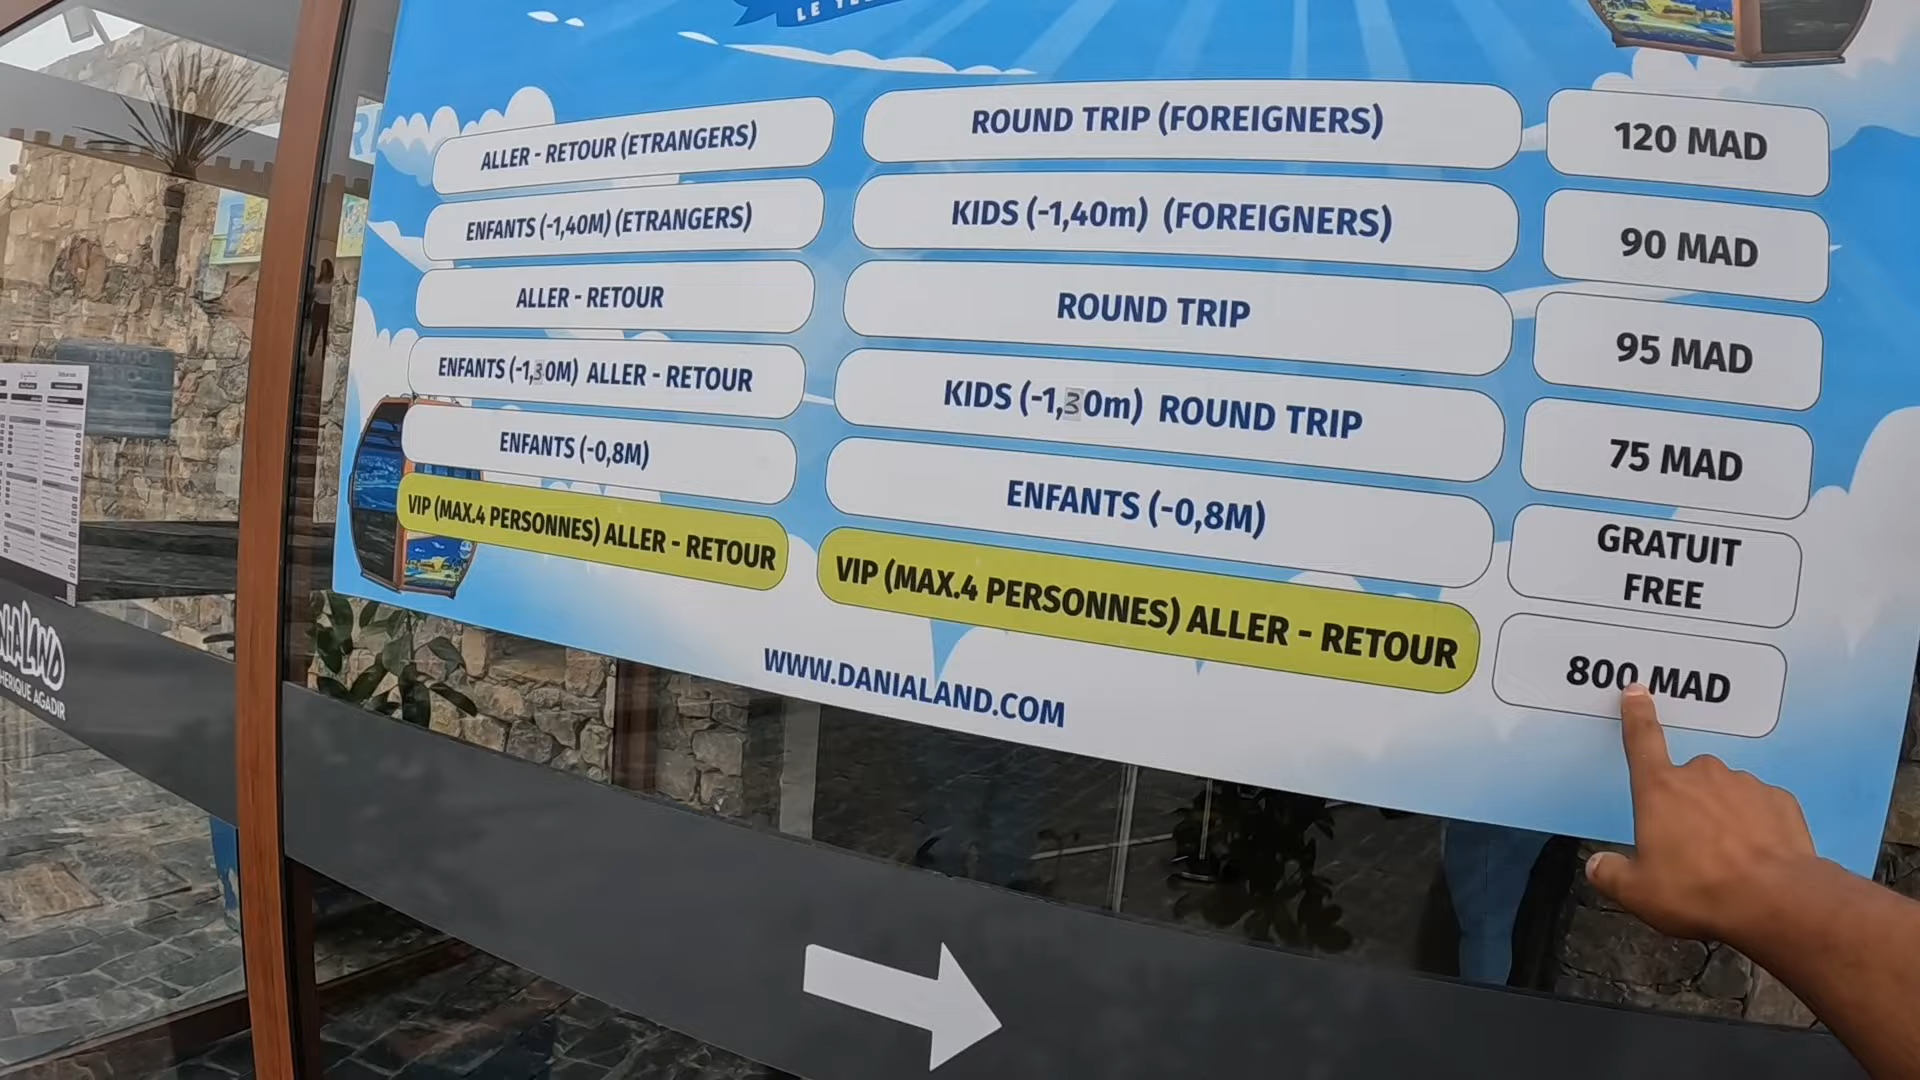 LE
ALLER - RETOUR (ETRANGERS)
ROUND TRIP (FOREIGNERS)
120 MAD
ENFANTS (-1,40M) (ETRANGERS)
KIDS (-1,40m) (FOREIGNERS)
90 MAD
ALLER - RETOUR
ROUND TRIP
95 MAD
ENFANTS (-1,30M) ALLER - RETOUR
KIDS (-1,30m) ROUND TRIP
75 MAD
ENFANTS (-0,8M)
ENFANTS (-0,8M)
GRATUIT
FREE
VIP (MAX.4 PERSONNES) ALLER - RETOUR
VIP (MAX.4 PERSONNES) ALLER - RETOUR
800 MAD
WWW.DANIALAND.COM
AGADIR